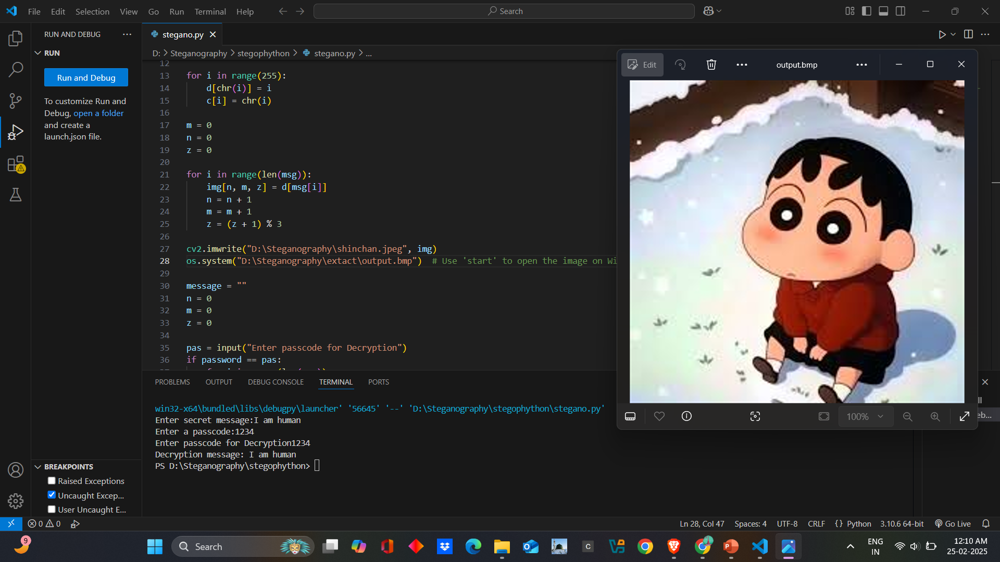 File Edit Selection View Go Run Terminal Help
Search
RUN AND DEBUG
RUN
Run and Debug
To customize Run and
Debug, open a folder
and create a
launch.json file.
stegano.py
D: > Steganography > stegophython > stegano.py > ...
12
13 for i in range(255):
14 d[chr(i)] = i
15 c[i] = chr(i)
16
17 m = 0
18 n = 0
19 z = 0
20
21 for i in range(len(msg)):
22 img[n, m, z] = d[msg[i]]
23 n = n + 1
24 m = m + 1
25 z = (z + 1) % 3
26
27 cv2.imwrite("D:\Steganography\shinchan.jpeg", img)
28 os.system("D:\Steganography\extact\output.bmp") # Use 'start' to open the image on Wi
29
30 message = ""
31 n = 0
32 m = 0
33 z = 0
34
35 pas = input("Enter passcode for Decryption")
36 if password == pas:
Edit
output.bmp
100%
PROBLEMS OUTPUT DEBUG CONSOLE TERMINAL PORTS
win32-x64\bundled\libs\debugpy\launcher' '56645' '--' 'D:\Steganography\stegophython\stegano.py'
Enter secret message:I am human
Enter a passcode:1234
Enter passcode for Decryption1234
Decryption message: I am human
PS D:\Steganography\stegophython>
BREAKPOINTS
Raised Exceptions
Uncaught Excep...
User Uncaught E...
0 0
Ln 28, Col 47 Spaces: 4 UTF-8 CRLF {} Python 3.10.6 64-bit Go Live
9
Search
C
P
ENG
IN
12:10 AM
25-02-2025